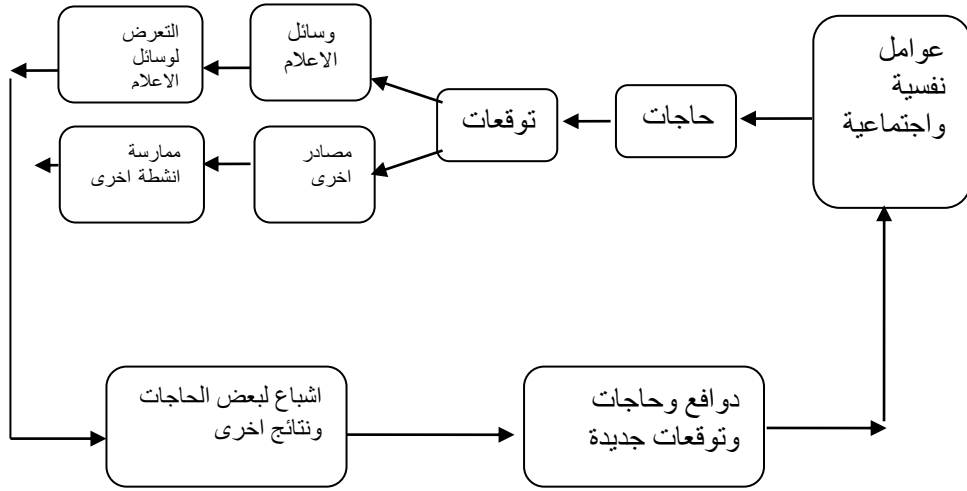 عوامل
نفسية
واجتماعية
حاجات
توقعات
وسائل
الاعلام
التعرض
لوسائل
الاعلام
مصادر
اخرى
ممارسة
انشطة اخرى
اشباع لبعض الحاجات
ونتائج اخرى
دوافع وحاجات
وتوقعات جديدة